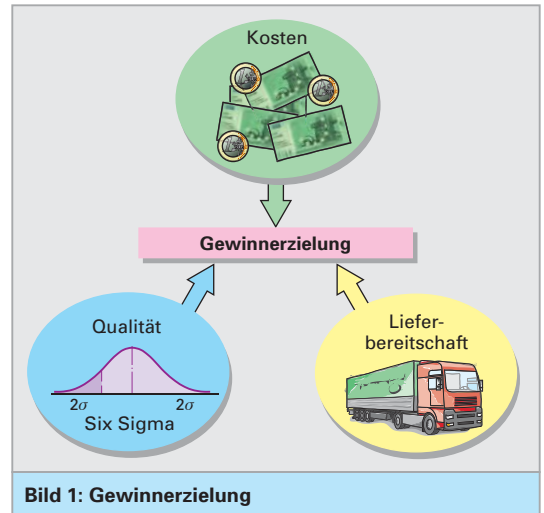 Kosten
Gewinnerzielung
Qualität
2σ 2σ
Six Sigma
Liefer-
bereitschaft
Bild 1: Gewinnerzielung